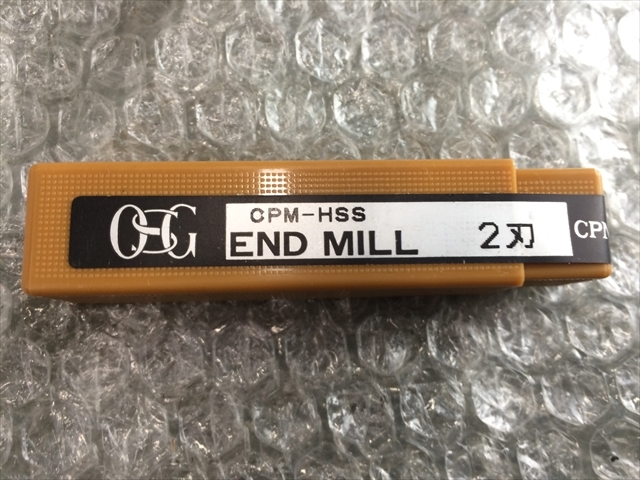 OSG
CPM-HSS
END MILL 2刃
CPM